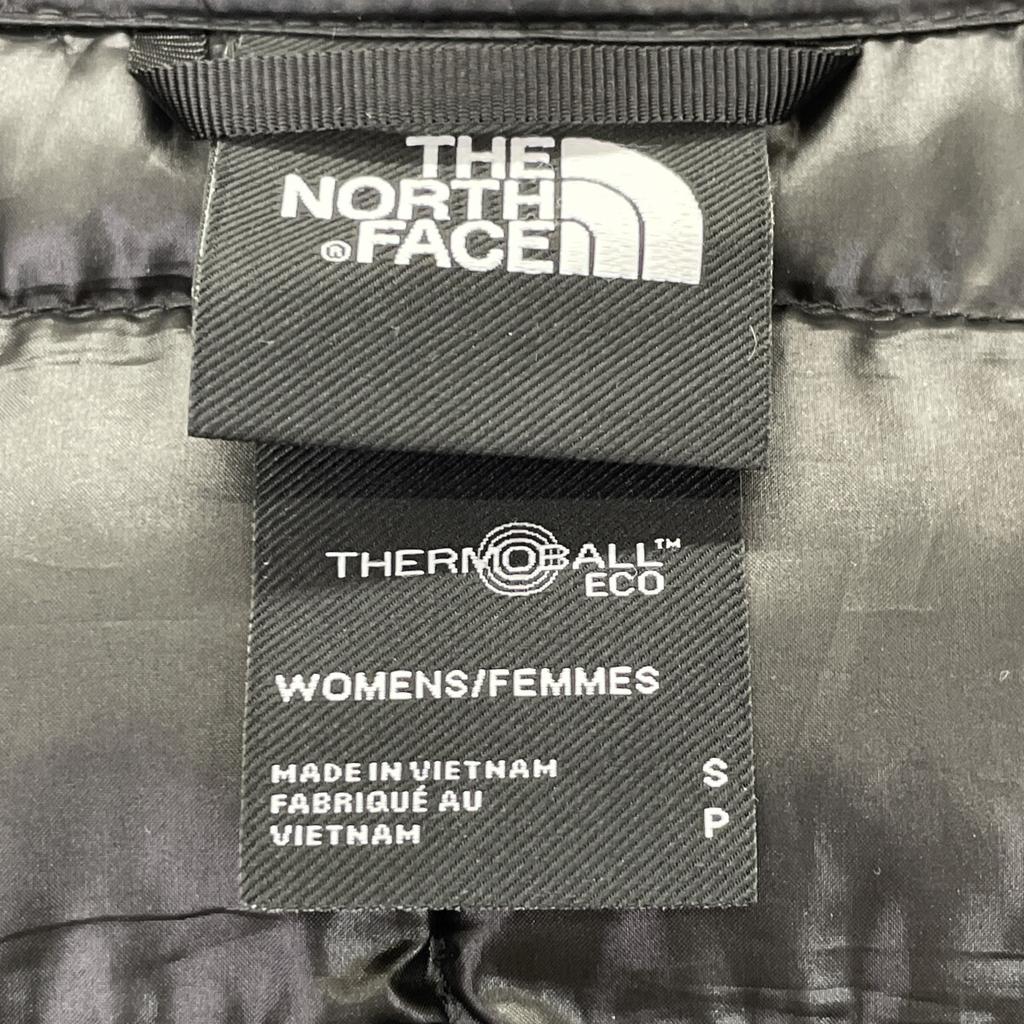 THE
NORTH
® FACE
THERMOBALL™
ECO
WOMENS/FEMMES
MADE IN VIETNAM
FABRIQUÉ AU
VIETNAM
S
P